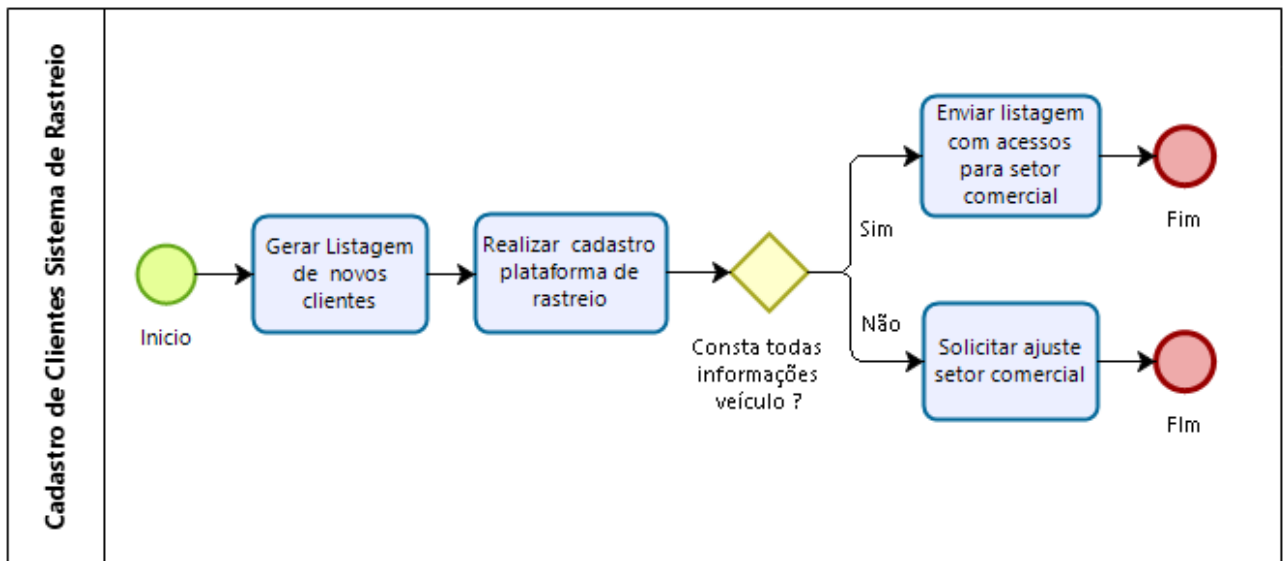 Cadastro de Clientes Sistema de Rastreio
Inicio
Gerar Listagem
de novos
clientes
Realizar cadastro
plataforma de
rastreio
Consta todas
informações
veículo ?
Sim
Enviar listagem
com acessos
para setor
comercial
Fim
Não
Solicitar ajuste
setor comercial
FIm